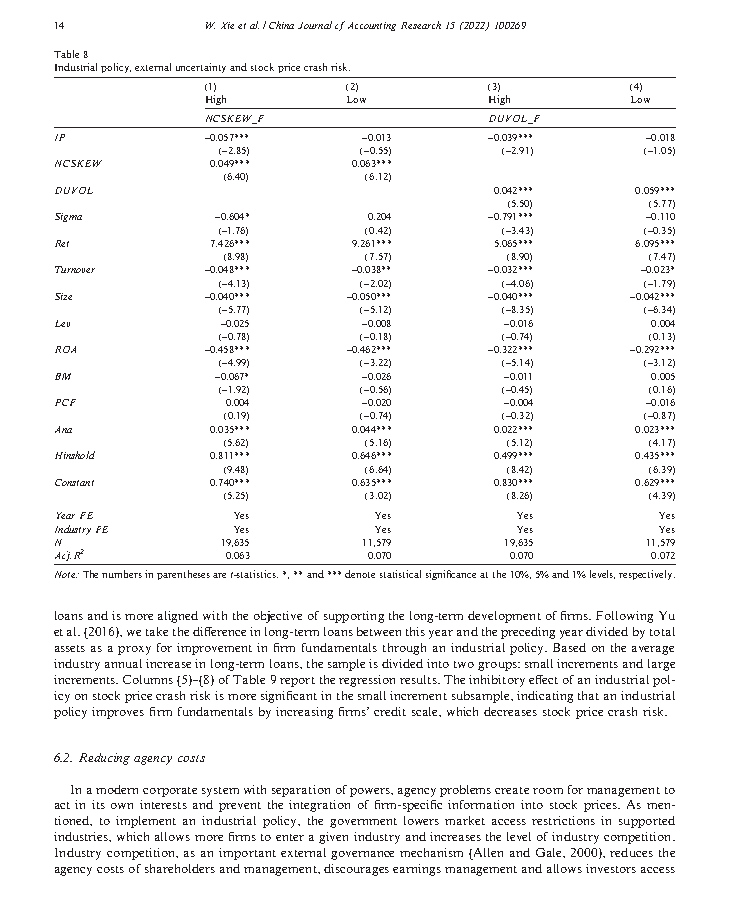 14 W. Xie et al. / China Journal of Accounting Research 15 (2022) 100269
Table 8
Industrial policy, external uncertainty and stock price crash risk.
(1) (2) (3) (4)
High Low High Low
NCSKEW_F DUVOL_F
IP −0.057*** −0.013 −0.039*** −0.018
(−2.85) (−0.55) (−2.91) (−1.05)
NCSKEW 0.049*** 0.063***
(6.40) (6.12)
DUVOL 0.042*** 0.059***
(5.50) (5.77)
Sigma −0.604* 0.204 −0.791*** −0.110
(−1.76) (0.42) (−3.43) (−0.35)
Ret 7.426*** 9.261*** 5.065*** 6.095***
(8.98) (7.57) (8.90) (7.47)
Turnover −0.048*** −0.038** −0.032*** −0.023*
(−4.13) (−2.02) (−4.06) (−1.79)
Size −0.040*** −0.050*** −0.040*** −0.042***
(−5.77) (−5.12) (−8.35) (−6.34)
Lev −0.025 −0.008 −0.016 0.004
(−0.78) (−0.18) (−0.74) (0.13)
ROA −0.458*** −0.462*** −0.322*** −0.292***
(−4.99) (−3.22) (−5.14) (−3.12)
BM −0.067* −0.026 −0.011 0.005
(−1.92) (−0.56) (−0.45) (0.16)
PCF 0.004 −0.020 −0.004 −0.016
(0.19) (−0.74) (−0.32) (−0.87)
Ana 0.035*** 0.044*** 0.022*** 0.023***
(5.62) (5.16) (5.12) (4.17)
Hinshold 0.811*** 0.646*** 0.499*** 0.435***
(9.48) (6.64) (8.42) (6.39)
Constant 0.740*** 0.635*** 0.830*** 0.629***
(5.25) (3.02) (8.26) (4.39)
Year FE Yes Yes Yes Yes
Industry FE Yes Yes Yes Yes
N 19,635 11,579 19,635 11,579
Adj. R² 0.063 0.070 0.070 0.072
Note: The numbers in parentheses are t-statistics. *, ** and *** denote statistical significance at the 10%, 5% and 1% levels, respectively.
loans and is more aligned with the objective of supporting the long-term development of firms. Following Yu
et al. (2016), we take the difference in long-term loans between this year and the preceding year divided by total
assets as a proxy for improvement in firm fundamentals through an industrial policy. Based on the average
industry annual increase in long-term loans, the sample is divided into two groups: small increments and large
increments. Columns (5)–(8) of Table 9 report the regression results. The inhibitory effect of an industrial pol-
icy on stock price crash risk is more significant in the small increment subsample, indicating that an industrial
policy improves firm fundamentals by increasing firms' credit scale, which decreases stock price crash risk.
6.2. Reducing agency costs
In a modern corporate system with separation of powers, agency problems create room for management to
act in its own interests and prevent the integration of firm-specific information into stock prices. As men-
tioned, to implement an industrial policy, the government lowers market access restrictions in supported
industries, which allows more firms to enter a given industry and increases the level of industry competition.
Industry competition, as an important external governance mechanism (Allen and Gale, 2000), reduces the
agency costs of shareholders and management, discourages earnings management and allows investors access